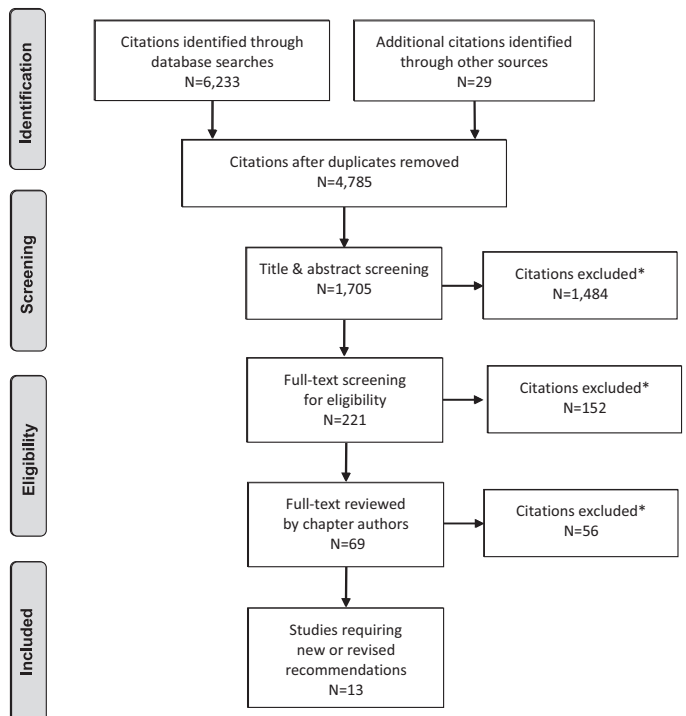 Identification
Citations identified through
database searches
N=6,233
Additional citations identified
through other sources
N=29
Citations after duplicates removed
N=4,785
Screening
Title & abstract screening
N=1,705
Citations excluded*
N=1,484
Eligibility
Full-text screening
for eligibility
N=221
Citations excluded*
N=152
Full-text reviewed
by chapter authors
N=69
Citations excluded*
N=56
Included
Studies requiring
new or revised
recommendations
N=13